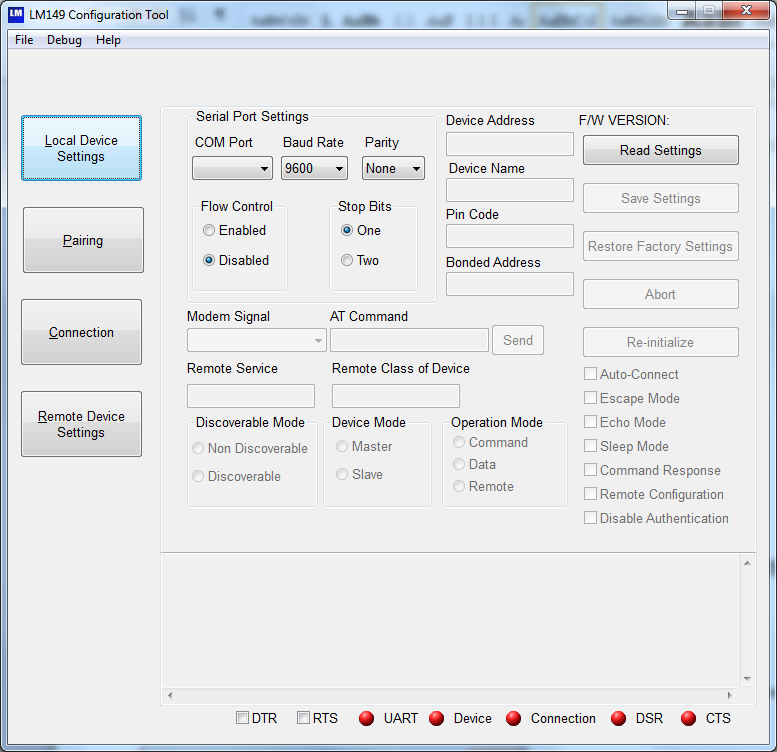 LM LM149 Configuration Tool
File Debug Help
Local Device
Settings
Pairing
Connection
Remote Device
Settings
Serial Port Settings
COM Port Baud Rate Parity
9600 None
Flow Control
Enabled
Disabled
Stop Bits
One
Two
Device Address
Device Name
Pin Code
Bonded Address
F/W VERSION:
Read Settings
Save Settings
Restore Factory Settings
Abort
Re-initialize
Modem Signal
AT Command
Send
Remote Service
Remote Class of Device
Discoverable Mode
Non Discoverable
Discoverable
Device Mode
Master
Slave
Operation Mode
Command
Data
Remote
Auto-Connect
Escape Mode
Echo Mode
Sleep Mode
Command Response
Remote Configuration
Disable Authentication
DTR RTS UART Device Connection DSR CTS